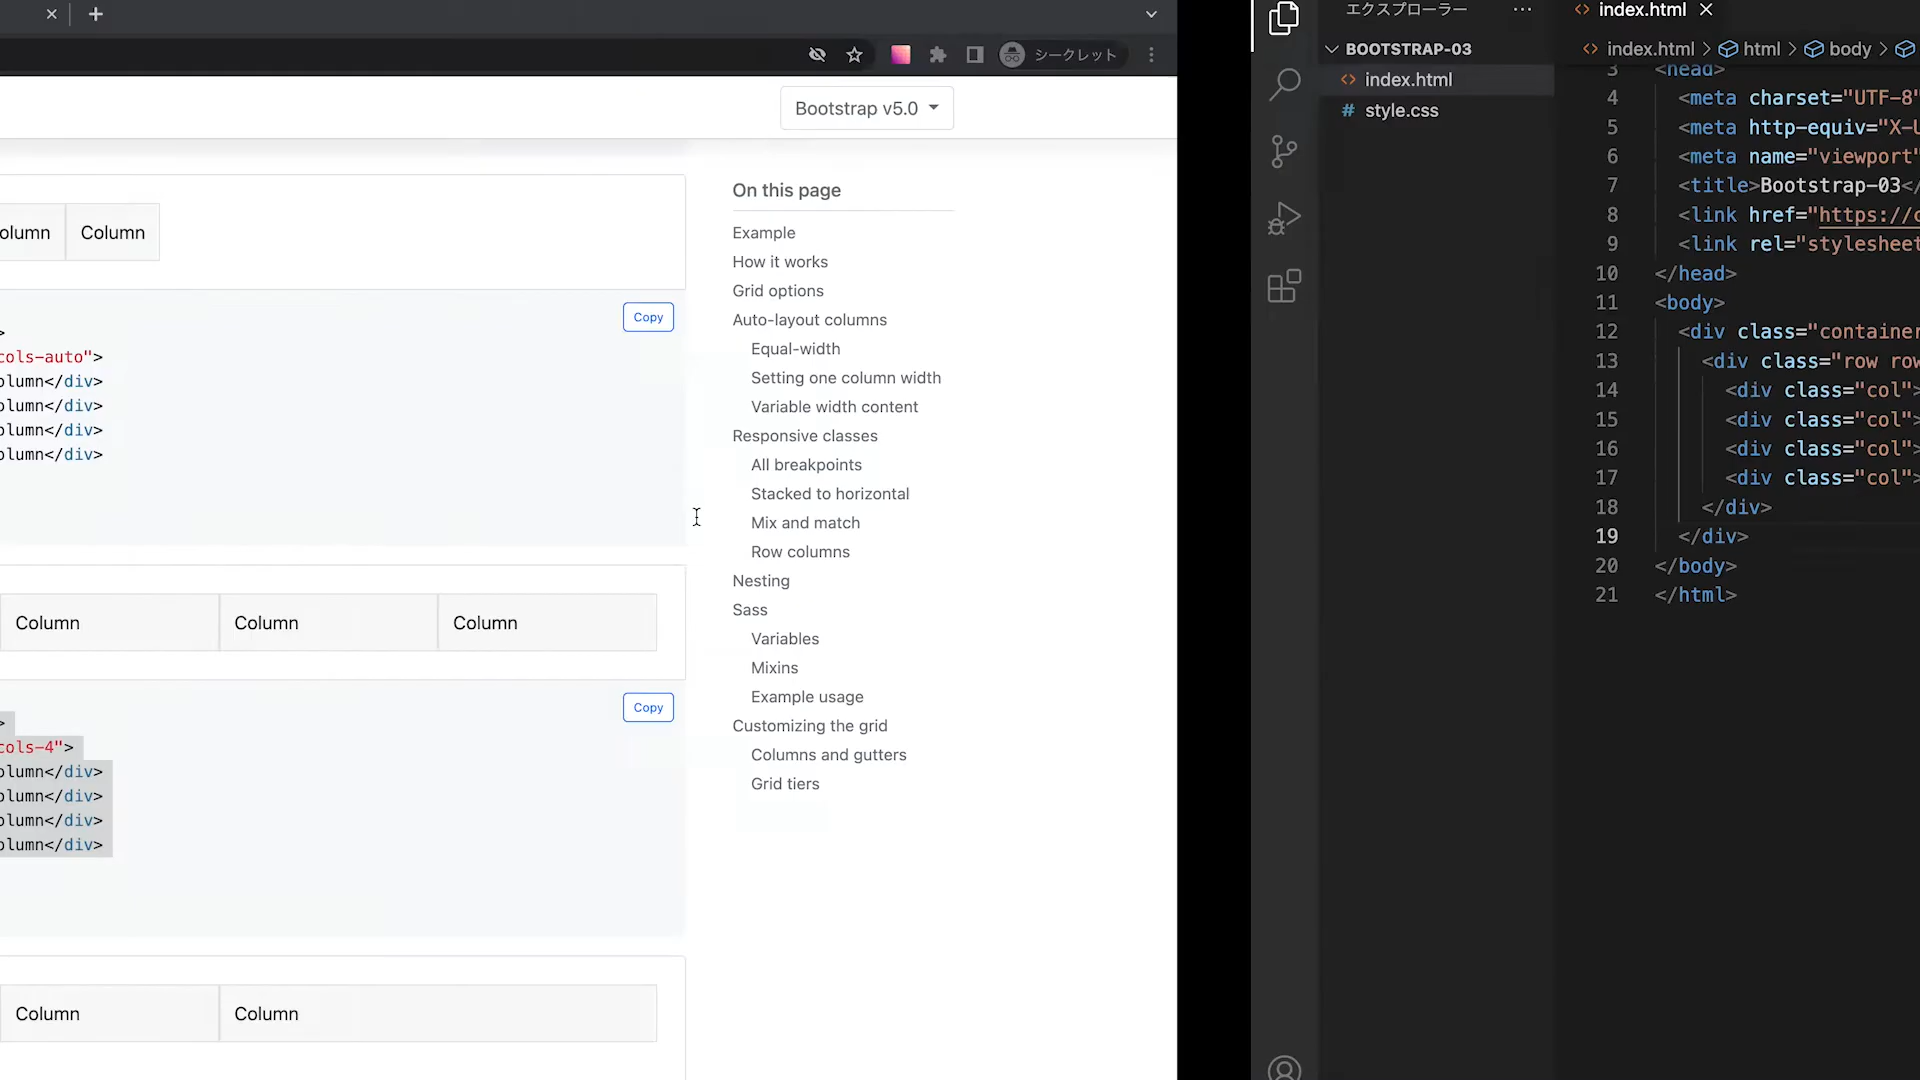 シークレット
Bootstrap v5.0
olumn
Column
Copy
>
cols-auto">
olumn</div>
olumn</div>
olumn</div>
olumn</div>
Column
Column
Column
Copy
>
cols-4">
olumn</div>
olumn</div>
olumn</div>
olumn</div>
Column
Column
On this page
Example
How it works
Grid options
Auto-layout columns
Equal-width
Setting one column width
Variable width content
Responsive classes
All breakpoints
Stacked to horizontal
Mix and match
Row columns
Nesting
Sass
Variables
Mixins
Example usage
Customizing the grid
Columns and gutters
Grid tiers
エクスプローラー
BOOTSTRAP-03
index.html
# style.css
index.html
index.html > html > body >
3 <head>
4 <meta charset="UTF-8"
5 <meta http-equiv="X-U
6 <meta name="viewport"
7 <title>Bootstrap-03</
8 <link href="https://c
9 <link rel="stylesheet
10 </head>
11 <body>
12 <div class="container
13 <div class="row row
14 <div class="col">
15 <div class="col">
16 <div class="col">
17 <div class="col">
18 </div>
19 </div>
20 </body>
21 </html>